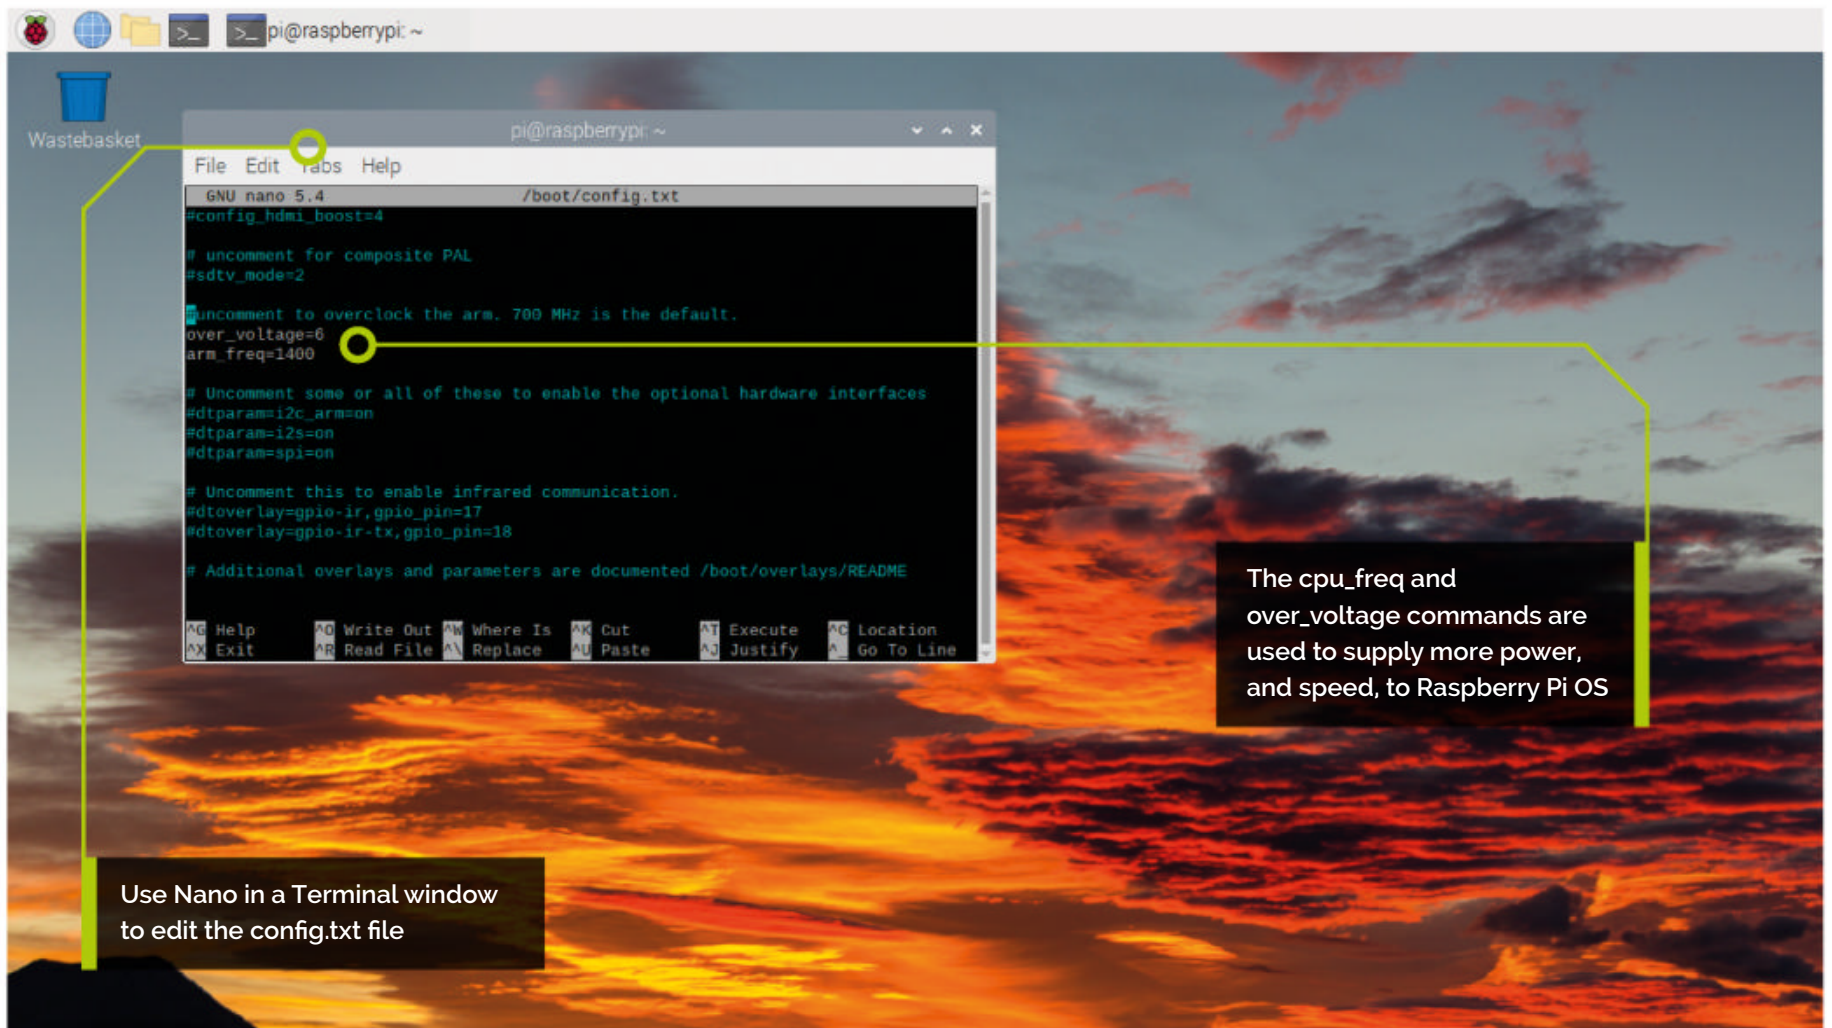 pi@raspberrypi: ~
Wastebasket
pi@raspberrypi: ~
File Edit Tabs Help
GNU nano 5.4 /boot/config.txt
#config_hdmi_boost=4
# uncomment for composite PAL
#sdtv_mode=2
#uncomment to overclock the arm. 700 MHz is the default.
over_voltage=6
arm_freq=1400
# Uncomment some or all of these to enable the optional hardware interfaces
#dtparam=i2c_arm=on
#dtparam=i2s=on
#dtparam=spi=on
# Uncomment this to enable infrared communication.
#dtoverlay=gpio-ir,gpio_pin=17
#dtoverlay=gpio-ir-tx,gpio_pin=18
# Additional overlays and parameters are documented /boot/overlays/README
^G Help ^O Write Out ^W Where Is ^K Cut ^T Execute ^C Location
^X Exit ^R Read File ^\ Replace ^U Paste ^J Justify ^_ Go To Line
The cpu_freq and
over_voltage commands are
used to supply more power,
and speed, to Raspberry Pi OS
Use Nano in a Terminal window
to edit the config.txt file